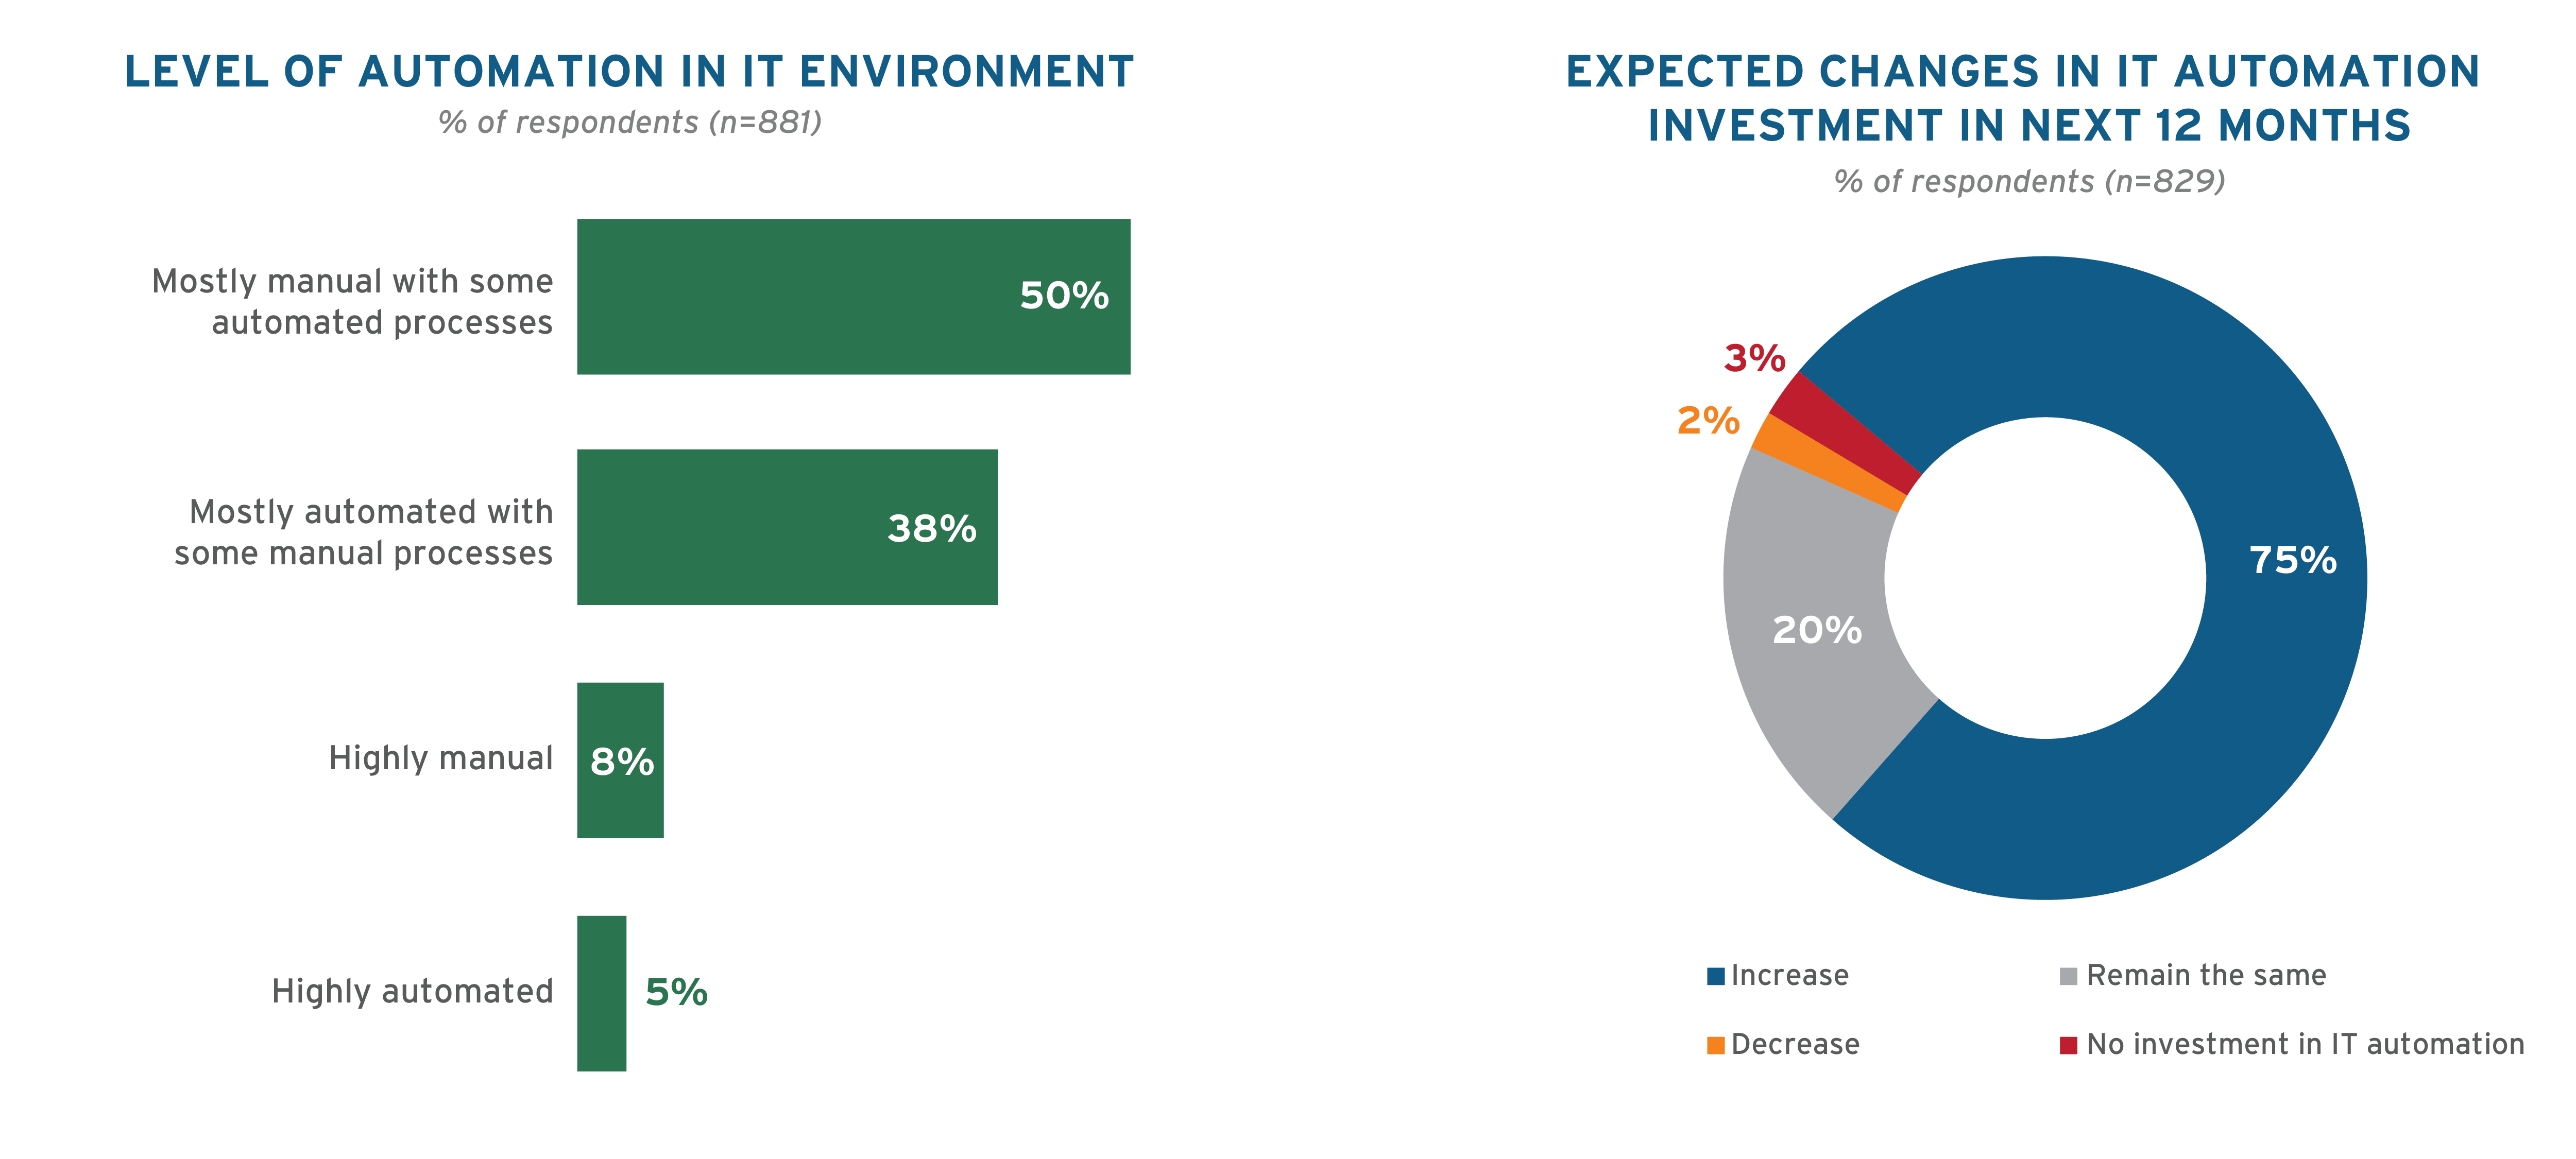 LEVEL OF AUTOMATION IN IT ENVIRONMENT
% of respondents (n=881)
Mostly manual with some
automated processes
50%
Mostly automated with
some manual processes
38%
Highly manual
8%
Highly automated
5%
EXPECTED CHANGES IN IT AUTOMATION
INVESTMENT IN NEXT 12 MONTHS
% of respondents (n=829)
3%
2%
75%
20%
Increase
Remain the same
Decrease
No investment in IT automation